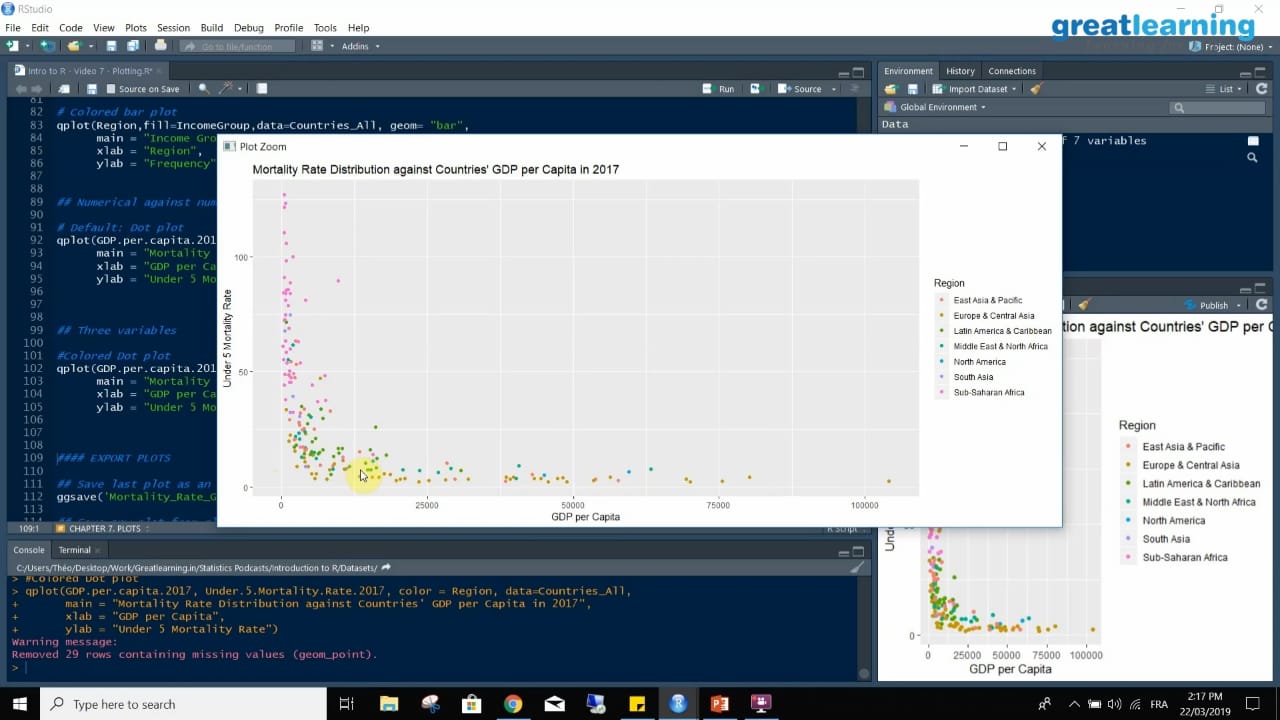 RStudio
File Edit Code View Plots Session Build Debug Profile Tools Help
greatlearning
Go to file/function
Addins
Project: (None)
Intro to R - Video 7 - Plotting.R*
Environment History Connections
Source on Save
Run
Source
Import Dataset
List
Global Environment
Data
f 7 variables
81
82 # Colored bar plot
83 qplot(Region,fill=IncomeGroup,data=Countries_All, geom= "bar",
84 main = "Income Gro
85 xlab = "Region",
86 ylab = "Frequency"
87
88
89 ## Numerical against num
90
91 # Default: Dot plot
92 qplot(GDP.per.capita.201
93 main = "Mortality
94 xlab = "GDP per Ca
95 ylab = "Under 5 Mo
96
97
98
99 ## Three variables
100
101 #Colored Dot plot
102 qplot(GDP.per.capita.201
103 main = "Mortality
104 xlab = "GDP per Ca
105 ylab = "Under 5 Mo
106
107
108
109 #### EXPORT PLOTS
110
111 ## Save last plot as an
112 ggsave('Mortality_Rate_G
113
114
109:1 CHAPTER 7. PLOTS
R Script
Plot Zoom
Mortality Rate Distribution against Countries' GDP per Capita in 2017
Under 5 Mortality Rate
100
50
0
0 25000 50000 75000 100000
GDP per Capita
Region
East Asia & Pacific
Europe & Central Asia
Latin America & Caribbean
Middle East & North Africa
North America
South Asia
Sub-Saharan Africa
Publish
tion against Countries' GDP per C
Region
East Asia & Pacific
Europe & Central Asia
Latin America & Caribbean
Middle East & North Africa
North America
South Asia
Sub-Saharan Africa
Und
0
0 25000 50000 75000 100000
GDP per Capita
Console Terminal
C:/Users/Théo/Desktop/Work/Greatlearning.in/Statistics Podcasts/Introduction to R/Datasets/
> #Colored Dot plot
> qplot(GDP.per.capita.2017, Under.5.Mortality.Rate.2017, color = Region, data=Countries_All,
+ main = "Mortality Rate Distribution against Countries' GDP per Capita in 2017",
+ xlab = "GDP per Capita",
+ ylab = "Under 5 Mortality Rate")
Warning message:
Removed 29 rows containing missing values (geom_point).
>
Type here to search
FRA
2:17 PM
22/03/2019